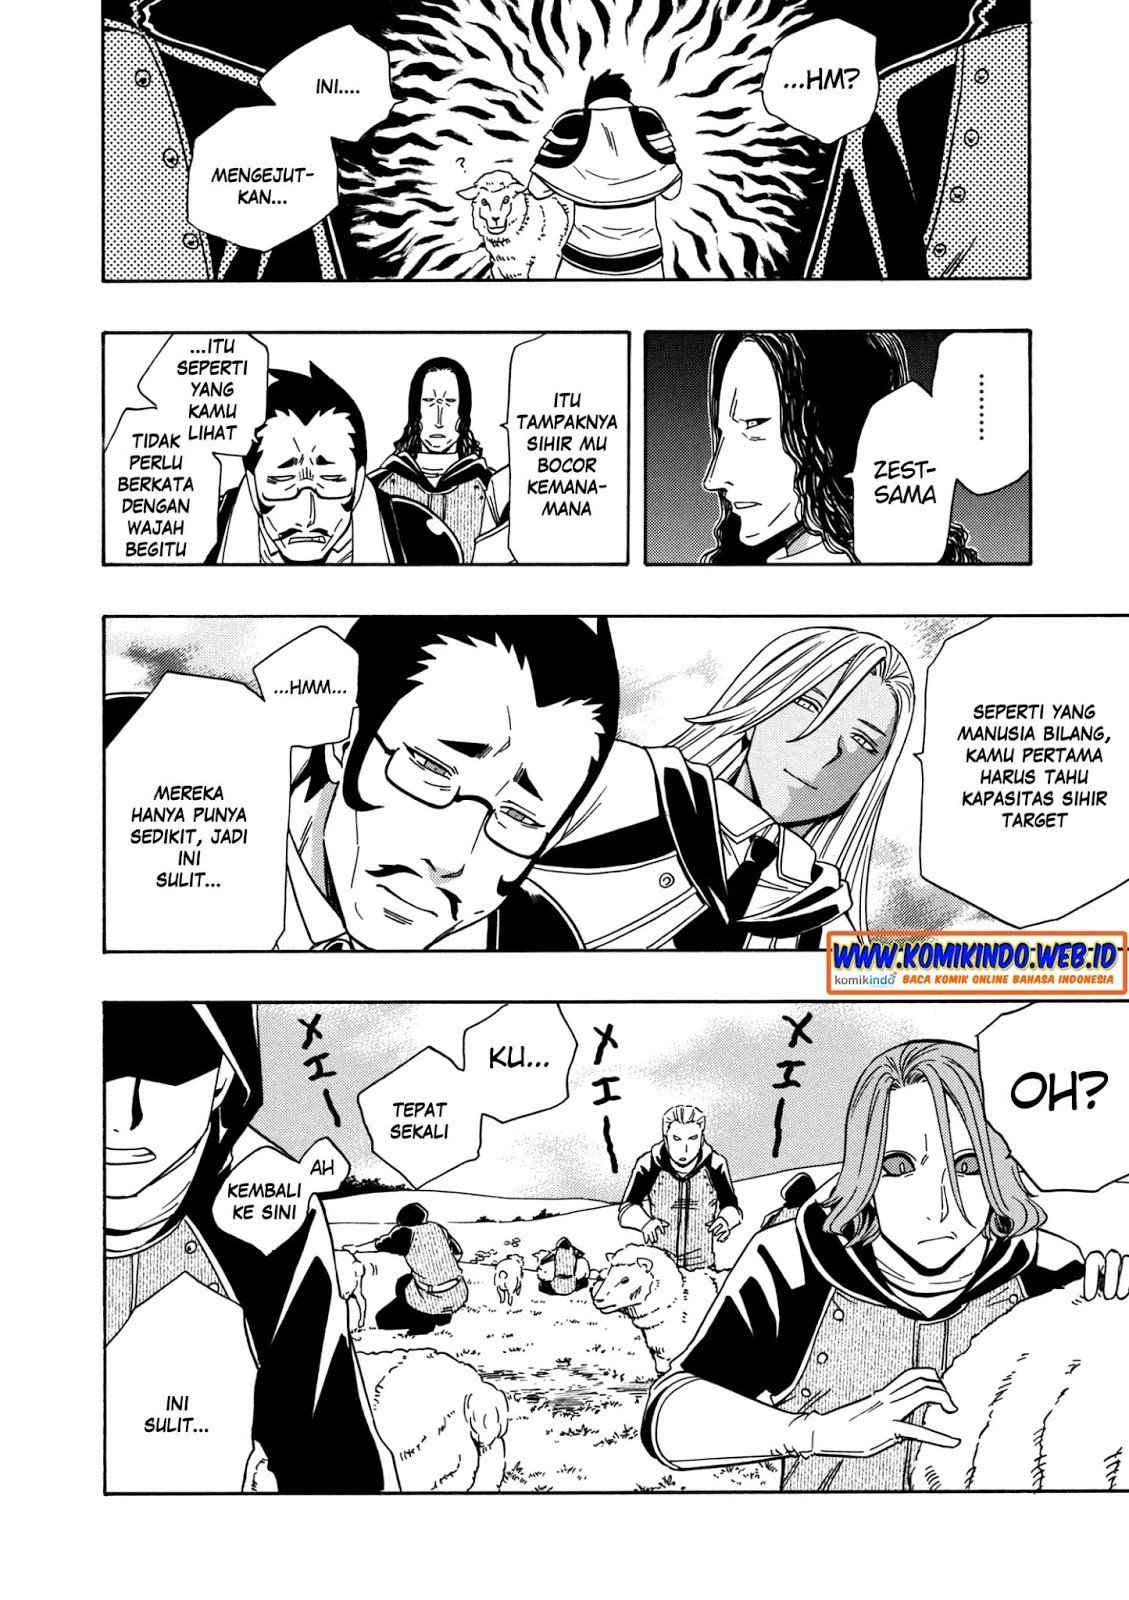 ...HM?
INI....
MENGEJUT-
KAN...
?
.........
ZEST-
SAMA
ITU
TAMPAKNYA
SIHIR MU
BOCOR
KEMANA-
MANA
...ITU
SEPERTI
YANG
KAMU
LIHAT
TIDAK
PERLU
BERKATA
DENGAN
WAJAH
BEGITU
SEPERTI YANG
MANUSIA BILANG,
KAMU PERTAMA
HARUS TAHU
KAPASITAS SIHIR
TARGET
...HMM...
MEREKA
HANYA PUNYA
SEDIKIT, JADI
INI
SULIT...
WWW.KOMIKINDO.WEB.ID
komikindo BACA KOMIK ONLINE BAHASA INDONESIA
OH?
メエー
メエー
KU...
TEPAT
SEKALI
メエー
AH
KEMBALI
KE SINI
INI
SULIT...